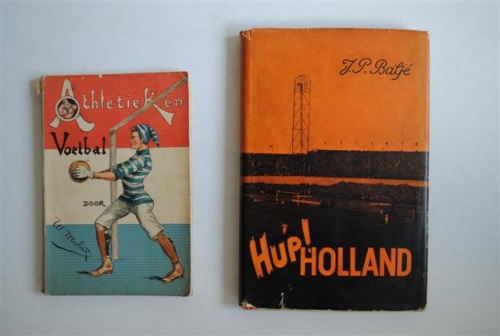 Athletiek en
Voetbal
DOOR
J. P. Baljé
HUP!
HOLLAND